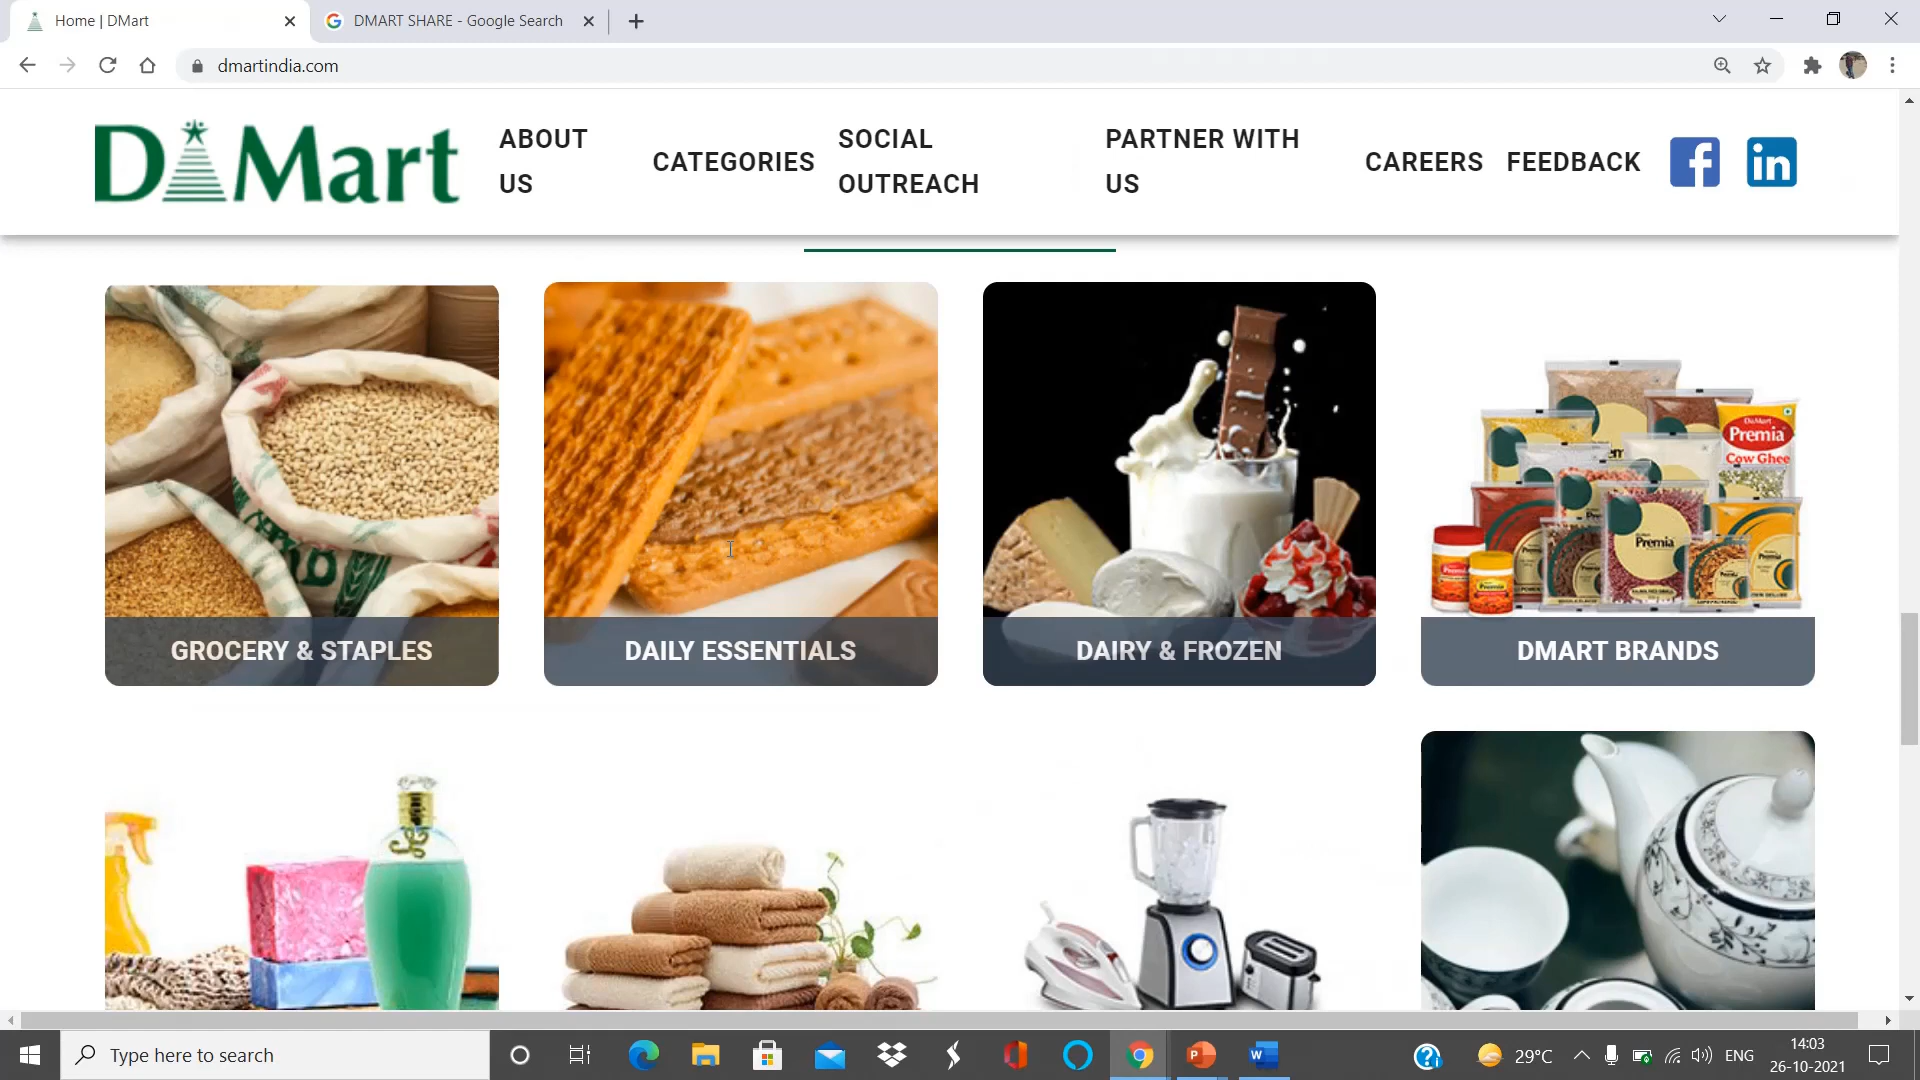 Home | DMart
DMART SHARE - Google Search
dmartindia.com
D Mart
ABOUT US
CATEGORIES
SOCIAL OUTREACH
PARTNER WITH US
CAREERS
FEEDBACK
f
in
GROCERY & STAPLES
DAILY ESSENTIALS
DAIRY & FROZEN
DMART BRANDS
Premia
Cow Ghee
Premia
Type here to search
29°C
ENG
14:03
26-10-2021